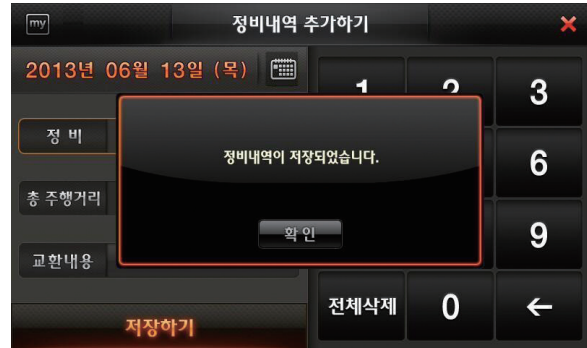 my
정비내역 추가하기
2013년 06월 13일 (목)
1 2 3
정비
정비내역이 저장되었습니다.
6
총 주행거리
확인
9
교환내용
전체삭제 0
저장하기